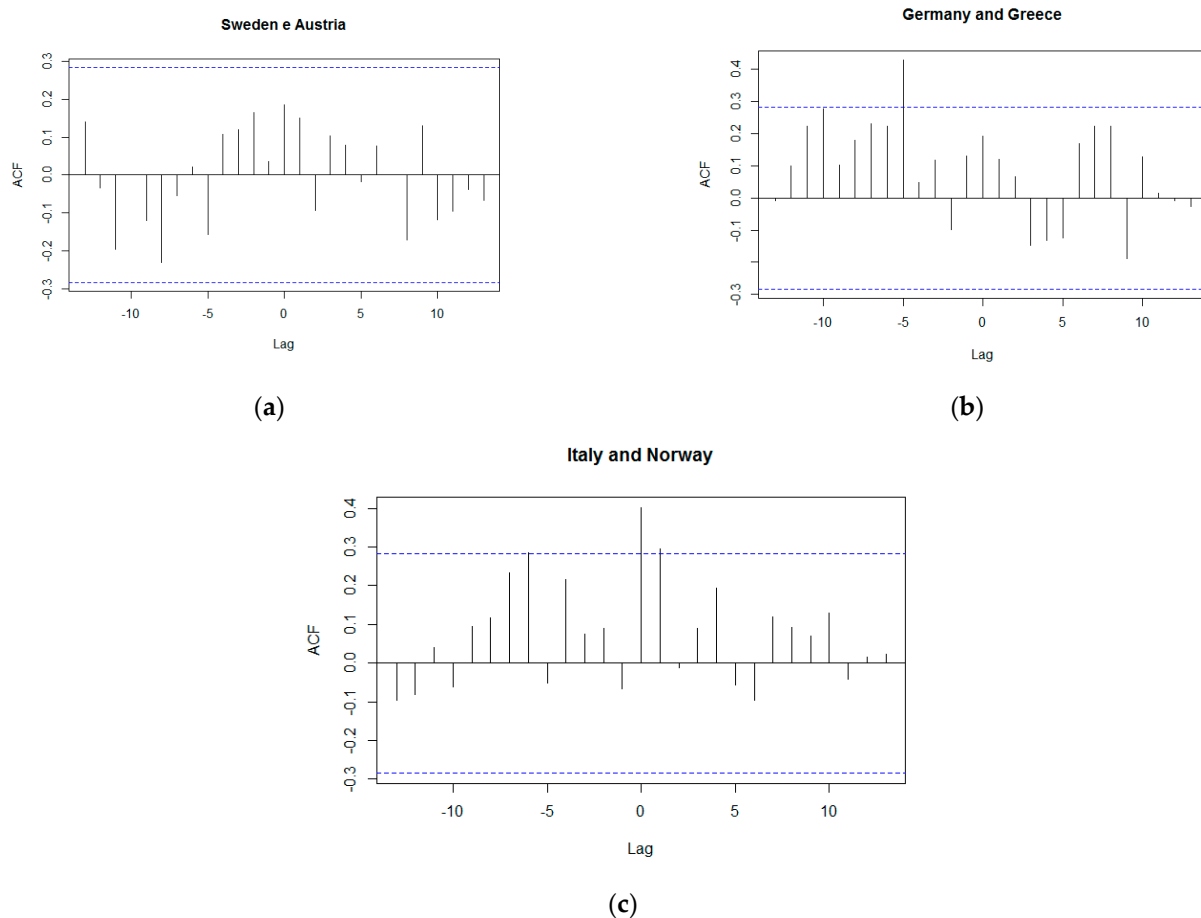 Sweden e Austria
ACF
0.3
0.2
0.1
0.0
-0.1
-0.2
-0.3
-10 -5 0 5 10
Lag
(a)
Germany and Greece
ACF
0.4
0.3
0.2
0.1
0.0
-0.1
-0.3
-10 -5 0 5 10
Lag
(b)
Italy and Norway
ACF
0.4
0.3
0.2
0.1
0.0
-0.1
-0.2
-0.3
-10 -5 0 5 10
Lag
(c)